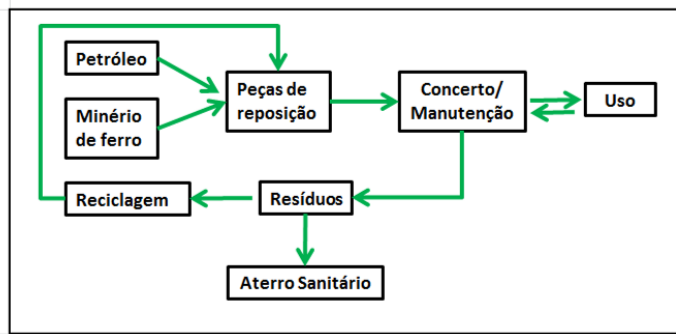 Petróleo
Minério
de ferro
Peças de
reposição
Concerto/
Manutenção
Uso
Reciclagem
Resíduos
Aterro Sanitário